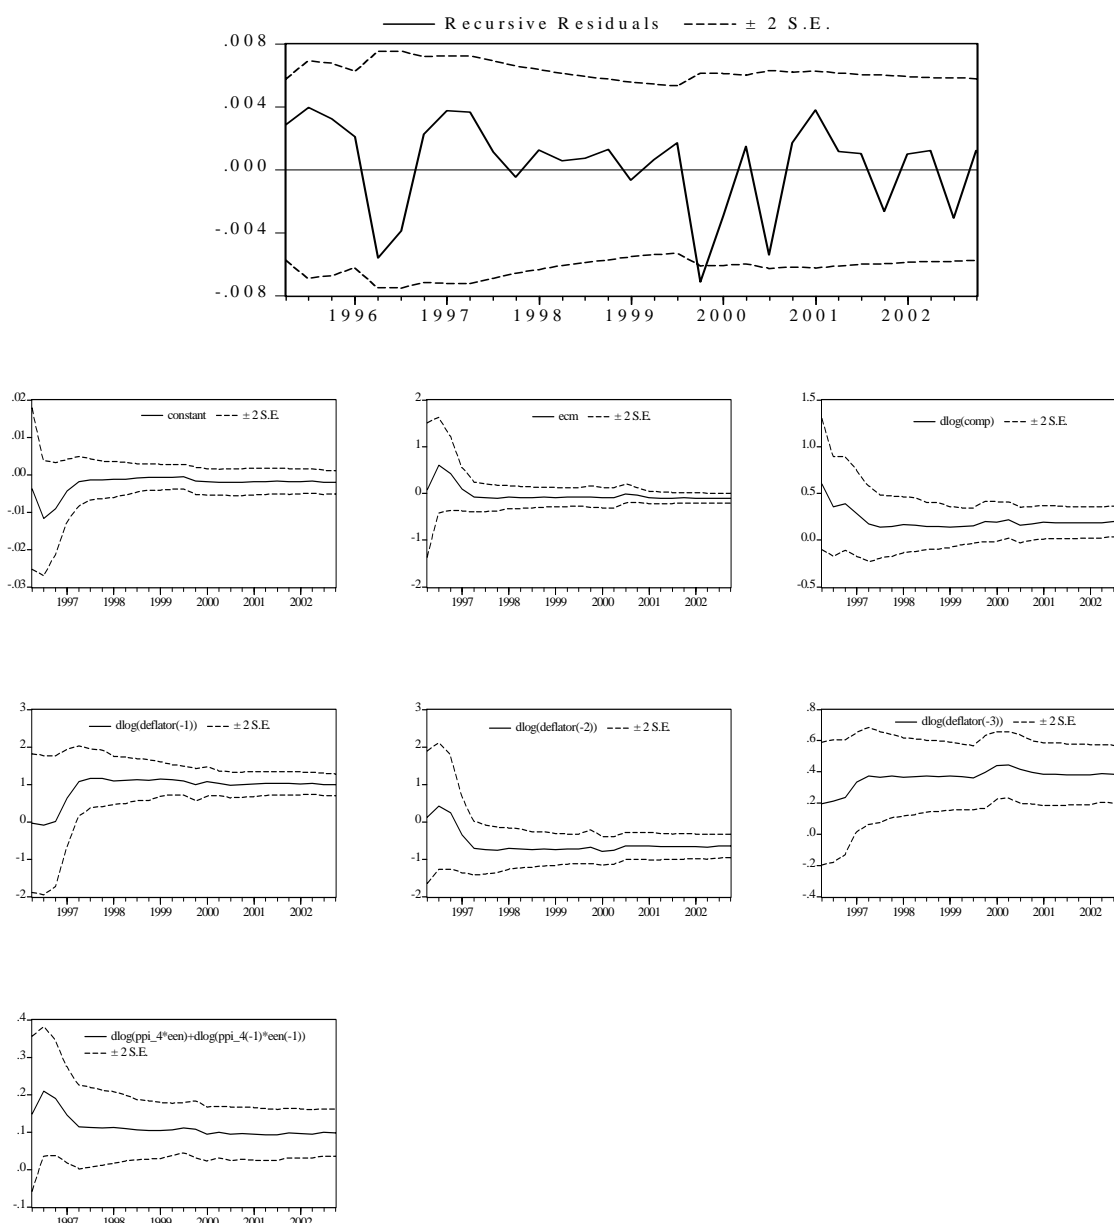 Recursive Residuals ± 2 S.E.
.008
.004
.000
-.004
-.008
1996 1997 1998 1999 2000 2001 2002
.02
.01
.00
-.01
-.02
-.03
constant ± 2 S.E.
1997 1998 1999 2000 2001 2002
2
1
0
-1
-2
ecm ± 2 S.E.
1997 1998 1999 2000 2001 2002
1.5
1.0
0.5
0.0
-0.5
dlog(comp) ± 2 S.E.
1997 1998 1999 2000 2001 2002
3
2
1
0
-1
-2
dlog(deflator(-1)) ± 2 S.E.
1997 1998 1999 2000 2001 2002
3
2
1
0
-1
-2
dlog(deflator(-2)) ± 2 S.E.
1997 1998 1999 2000 2001 2002
.8
.6
.4
.2
.0
-.2
-.4
dlog(deflator(-3)) ± 2 S.E.
1997 1998 1999 2000 2001 2002
.4
.3
.2
.1
.0
-.1
dlog(ppi_4*een)+dlog(ppi_4(-1)*een(-1))
± 2 S.E.
1997 1998 1999 2000 2001 2002